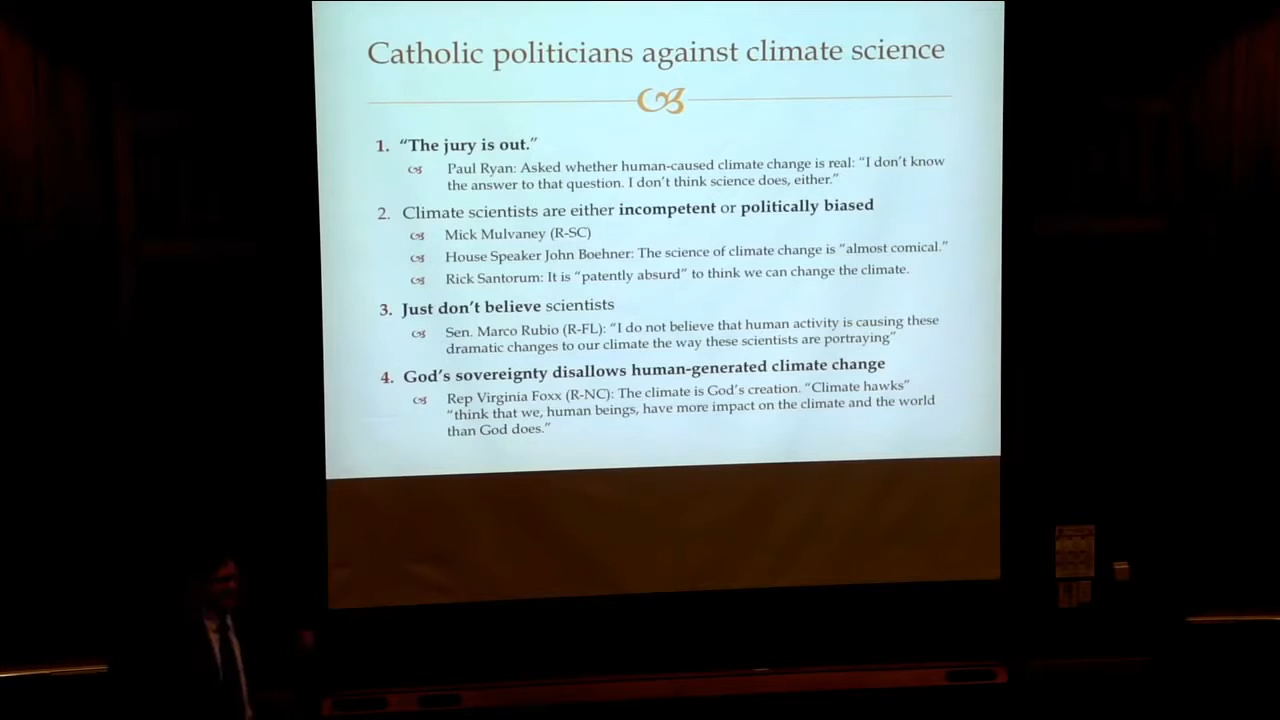 Catholic politicians against climate science
1. “The jury is out.”
Paul Ryan: Asked whether human-caused climate change is real: “I don’t know
the answer to that question. I don’t think science does, either.”
2. Climate scientists are either incompetent or politically biased
Mick Mulvaney (R-SC)
House Speaker John Boehner: The science of climate change is “almost comical.”
Rick Santorum: It is “patently absurd” to think we can change the climate.
3. Just don’t believe scientists
Sen. Marco Rubio (R-FL): “I do not believe that human activity is causing these
dramatic changes to our climate the way these scientists are portraying”
4. God’s sovereignty disallows human-generated climate change
Rep Virginia Foxx (R-NC): The climate is God’s creation. “Climate hawks”
“think that we, human beings, have more impact on the climate and the world
than God does.”